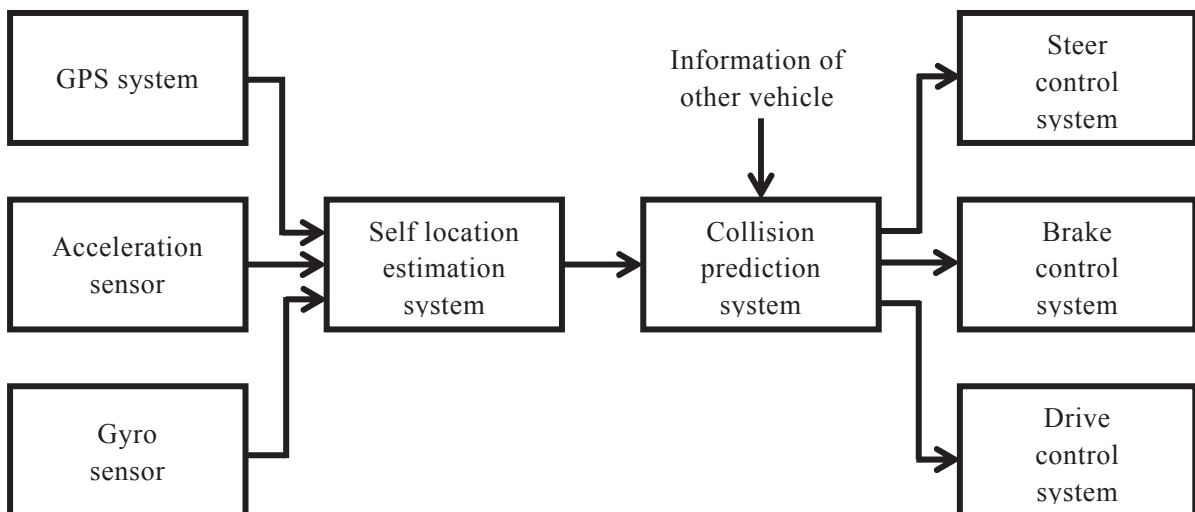 GPS system
Acceleration
sensor
Gyro
sensor
Self location
estimation
system
Information of
other vehicle
Collision
prediction
system
Steer
control
system
Brake
control
system
Drive
control
system